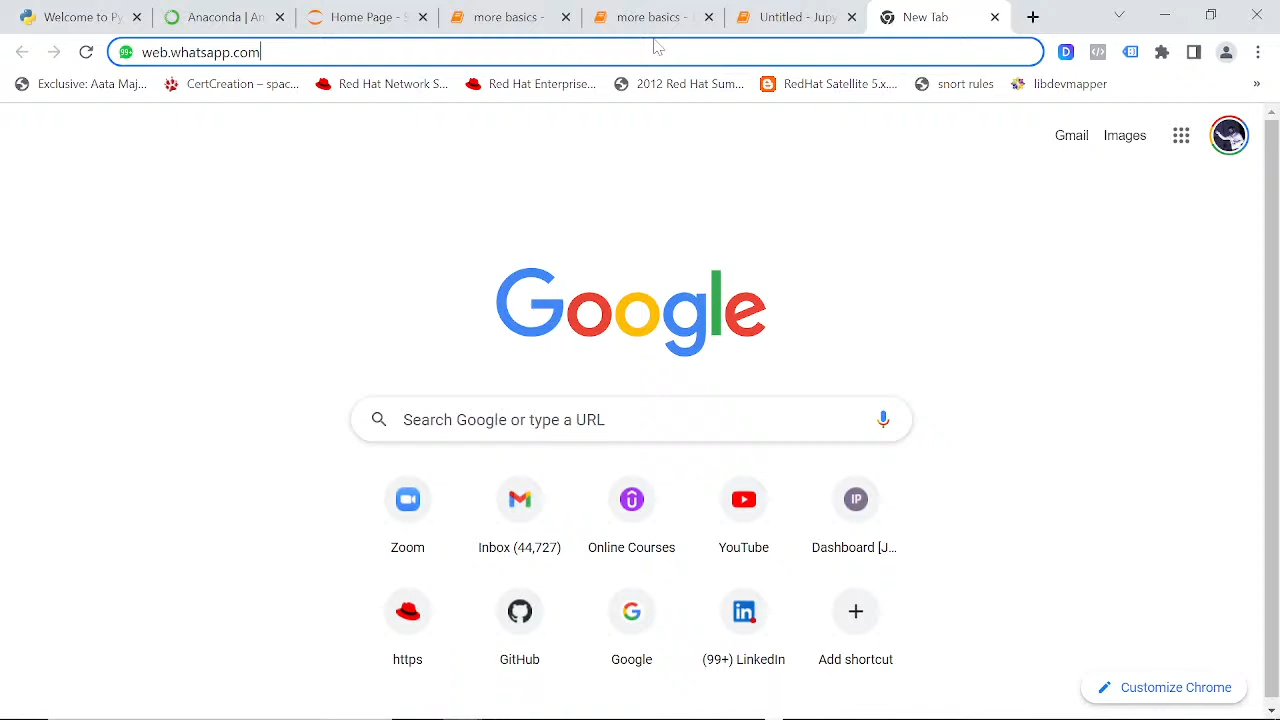 Welcome to Py
Anaconda | An
Home Page - S
more basics -
more basics - L
Untitled - Jupy
New Tab
99+
web.whatsapp.com
Exclusive: Aata Maj...
CertCreation – spac...
Red Hat Network S...
Red Hat Enterprise...
2012 Red Hat Sum...
RedHat Satellite 5.x....
snort rules
libdevmapper
»
Gmail
Images
Google
Search Google or type a URL
IP
Zoom
Inbox (44,727)
Online Courses
YouTube
Dashboard [J...
in
https
GitHub
Google
(99+) LinkedIn
Add shortcut
Customize Chrome